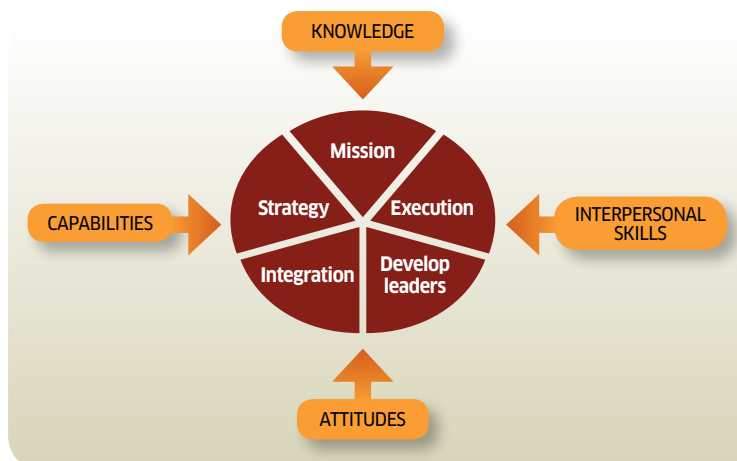 KNOWLEDGE
Mission
Strategy
Execution
CAPABILITIES
INTERPERSONAL
SKILLS
Integration
Develop
leaders
ATTITUDES